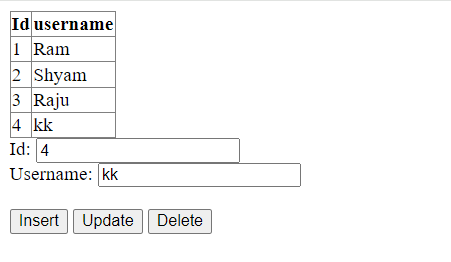 Id username
1 Ram
2 Shyam
3 Raju
4 kk
Id: 4
Username: kk
Insert Update Delete